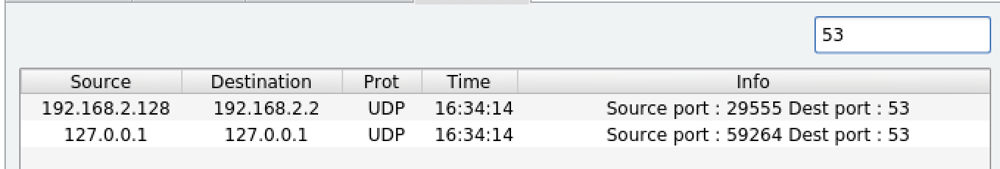 53
Source Destination Prot Time Info
192.168.2.128 192.168.2.2 UDP 16:34:14 Source port : 29555 Dest port : 53
127.0.0.1 127.0.0.1 UDP 16:34:14 Source port : 59264 Dest port : 53